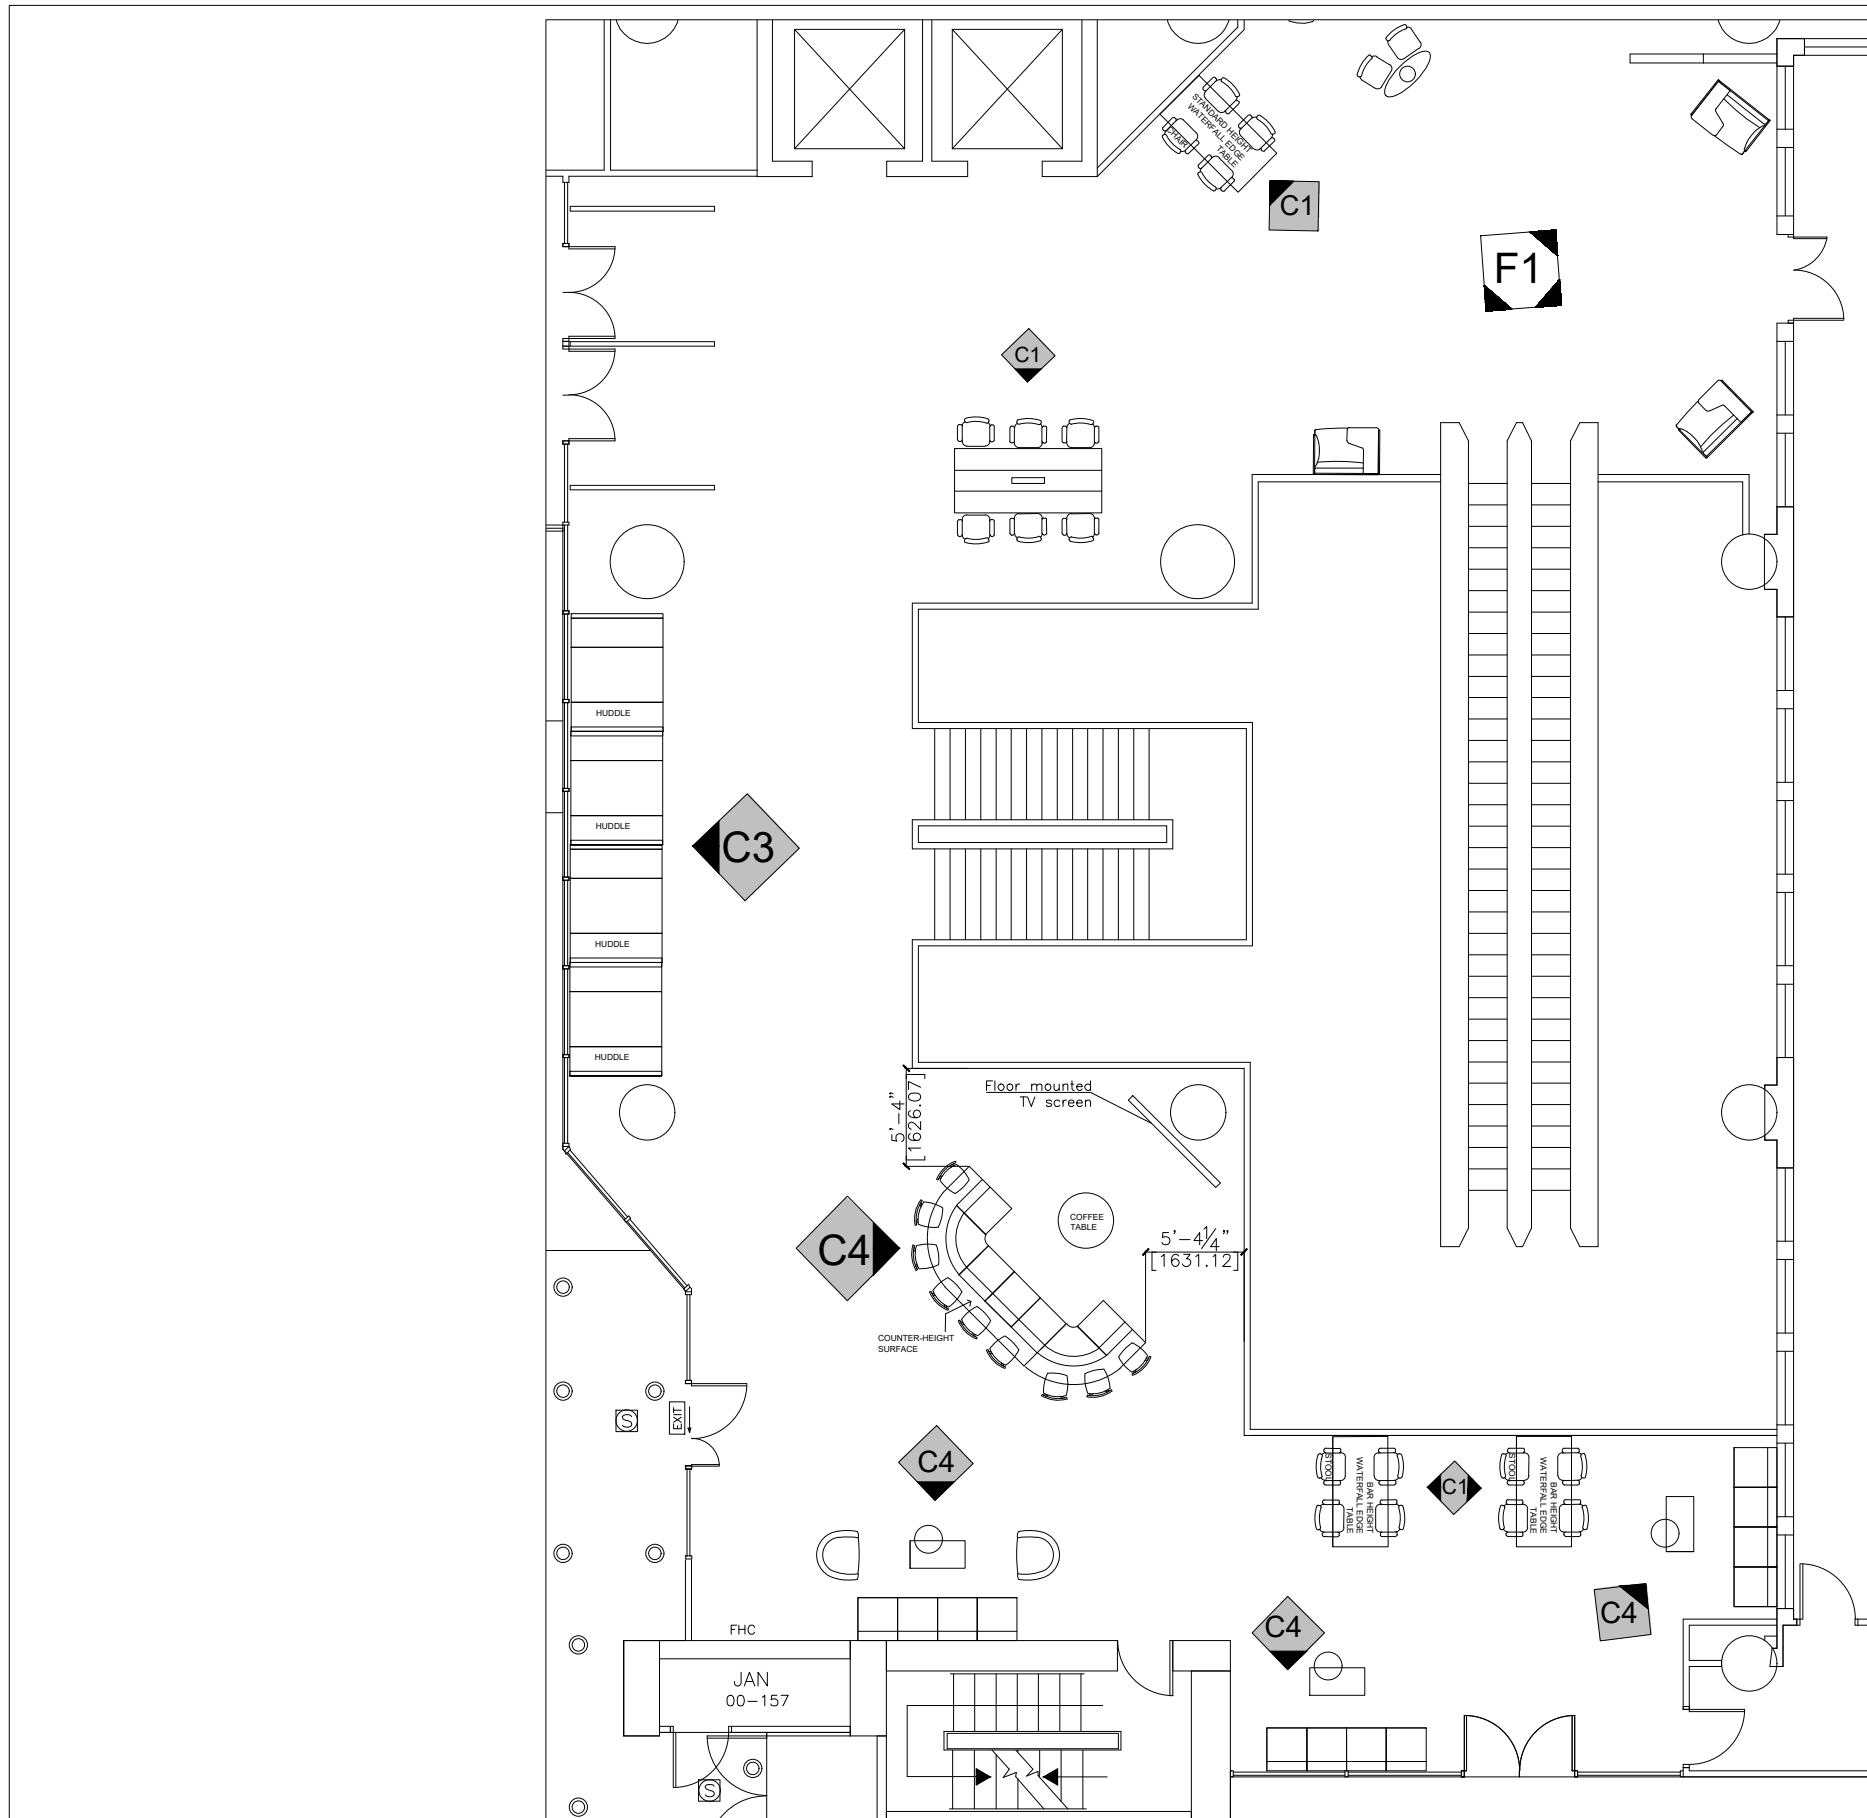 STANDARD HEIGHT
WATERFALL EDGE
TABLE
CHAIR
C1
F1
C1
HUDDLE
HUDDLE
C3
HUDDLE
HUDDLE
5'-4"
[1626.07]
Floor mounted
TV screen
COFFEE
TABLE
C4
5'-4 1/4"
[1631.12]
COUNTER-HEIGHT
SURFACE
S
EXIT
C4
STOOL
BAR HEIGHT
WATERFALL EDGE
TABLE
C1
STOOL
BAR HEIGHT
WATERFALL EDGE
TABLE
C4
C4
FHC
JAN
00-157
S